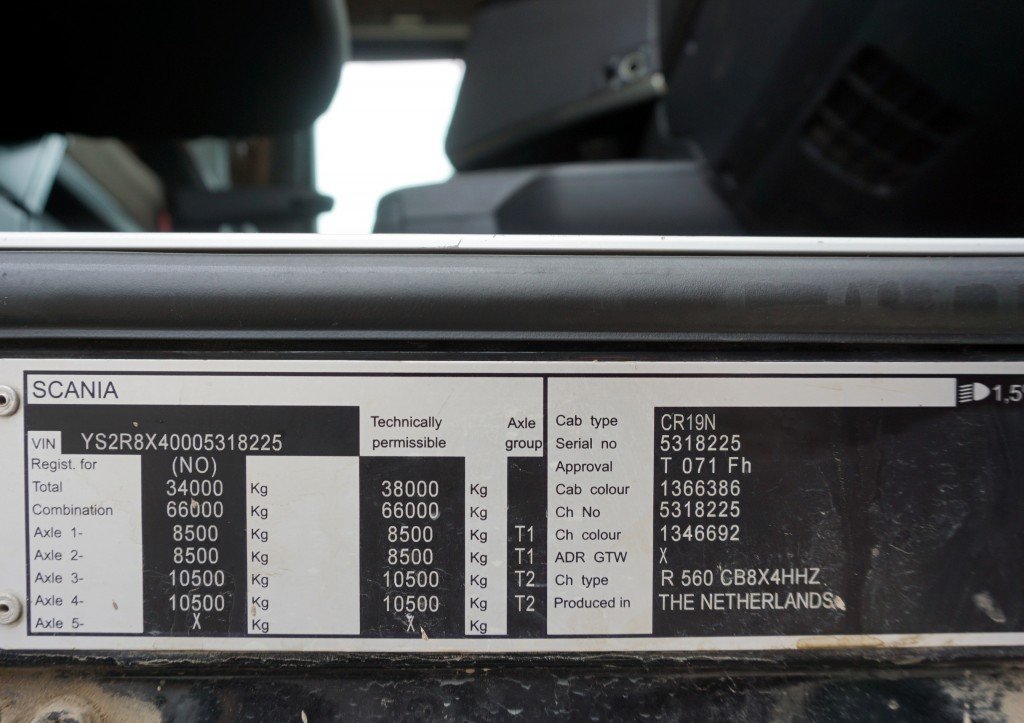 SCANIA
1,5
Technically permissible
Axle group
VIN YS2R8X40005318225
Regist. for (NO)
Total 34000 Kg 38000 Kg
Combination 66000 Kg 66000 Kg
Axle 1- 8500 Kg 8500 Kg T1
Axle 2- 8500 Kg 8500 Kg T1
Axle 3- 10500 Kg 10500 Kg T2
Axle 4- 10500 Kg 10500 Kg T2
Axle 5- X Kg X Kg
Cab type CR19N
Serial no 5318225
Approval T 071 Fh
Cab colour 1366386
Ch No 5318225
Ch colour 1346692
ADR GTW X
Ch type R 560 CB8X4HHZ
Produced in THE NETHERLANDS